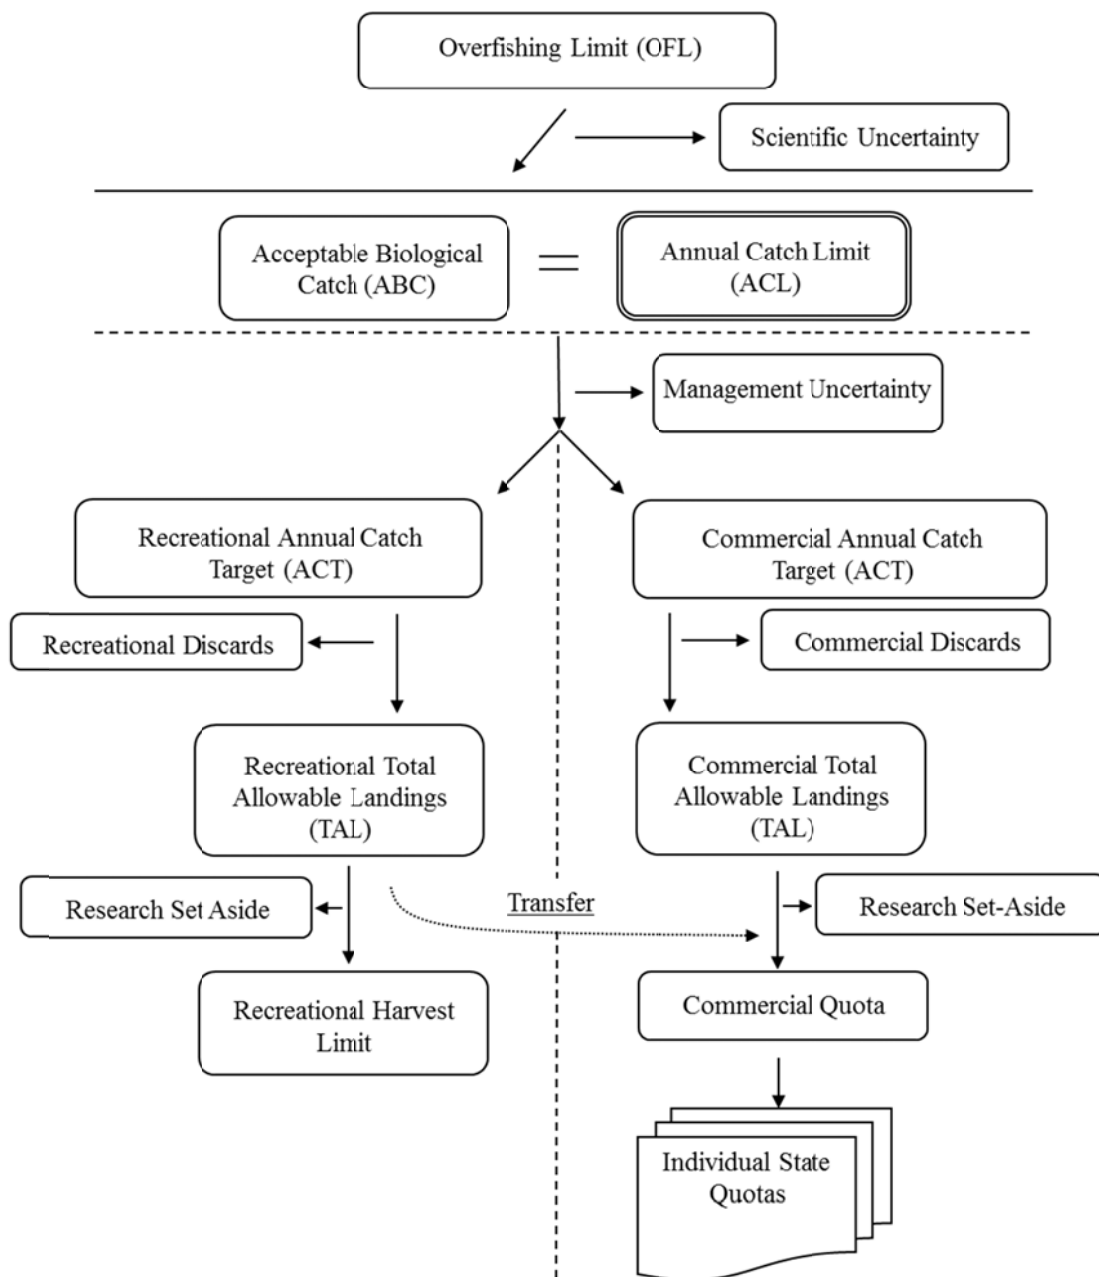 Overfishing Limit (OFL)
Scientific Uncertainty
Acceptable Biological
Catch (ABC)
=
Annual Catch Limit
(ACL)
Management Uncertainty
Recreational Annual Catch
Target (ACT)
Commercial Annual Catch
Target (ACT)
Recreational Discards
Commercial Discards
Recreational Total
Allowable Landings
(TAL)
Commercial Total
Allowable Landings
(TAL)
Research Set Aside
Transfer
Research Set-Aside
Recreational Harvest
Limit
Commercial Quota
Individual State
Quotas